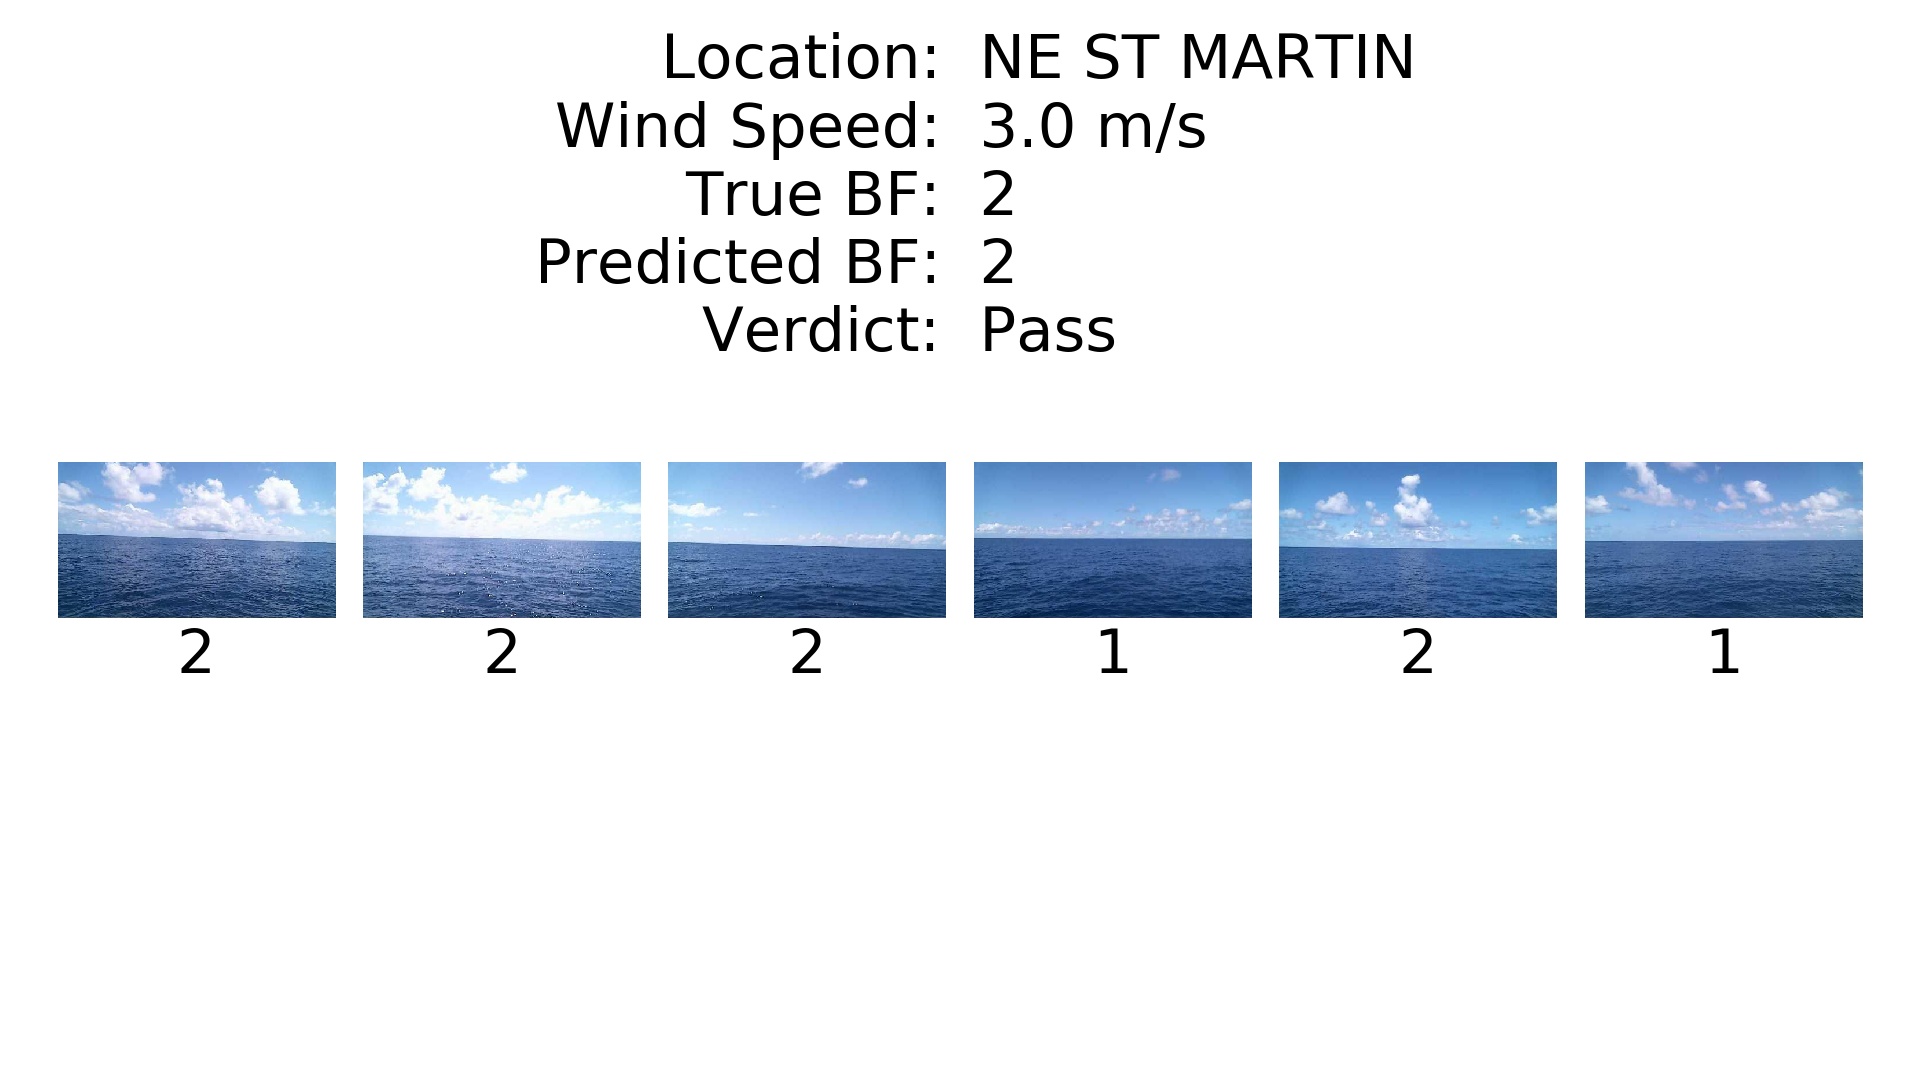 Location: NE ST MARTIN
Wind Speed: 3.0 m/s
True BF: 2
Predicted BF: 2
Verdict: Pass
2 2 2 1 2 1